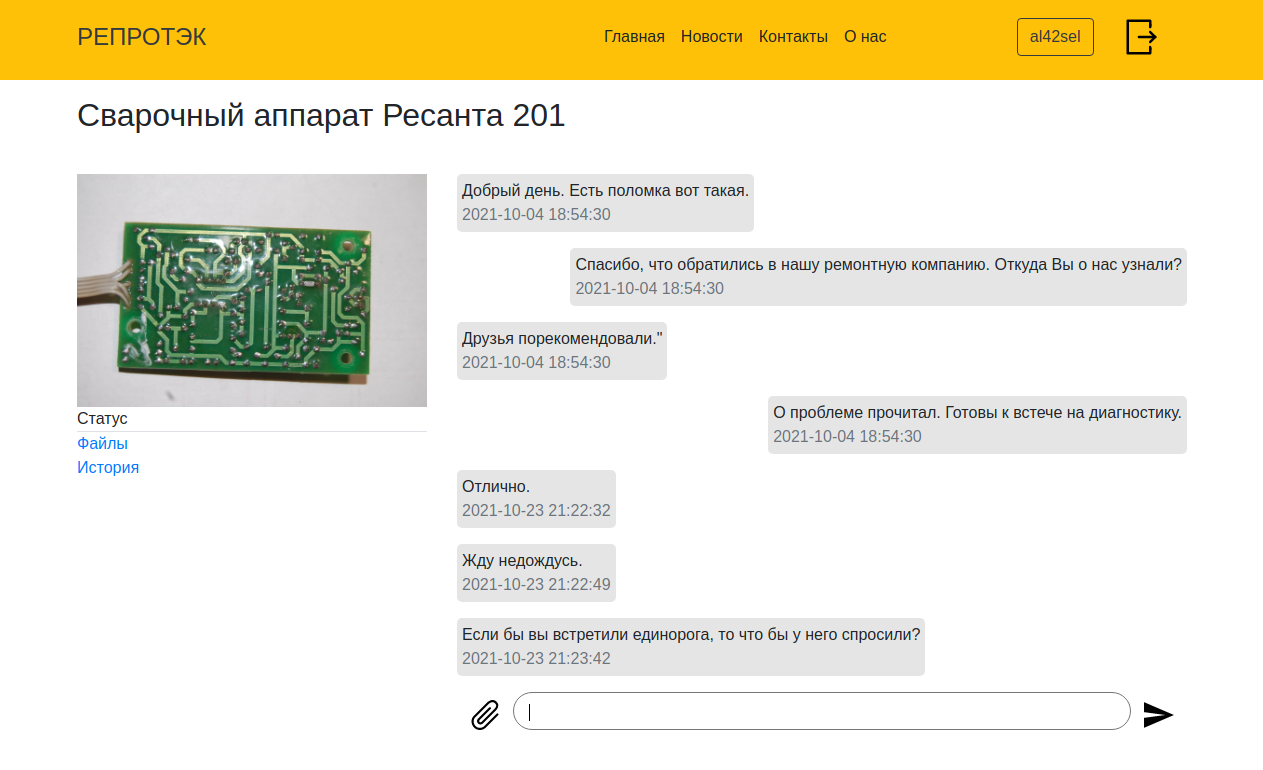 РЕПРОТЭК
Главная Новости Контакты О нас
al42sel
Сварочный аппарат Ресанта 201
Статус
Файлы
История
Добрый день. Есть поломка вот такая.
2021-10-04 18:54:30
Спасибо, что обратились в нашу ремонтную компанию. Откуда Вы о нас узнали?
2021-10-04 18:54:30
Друзья порекомендовали."
2021-10-04 18:54:30
О проблеме прочитал. Готовы к встече на диагностику.
2021-10-04 18:54:30
Отлично.
2021-10-23 21:22:32
Жду недождусь.
2021-10-23 21:22:49
Если бы вы встретили единорога, то что бы у него спросили?
2021-10-23 21:23:42